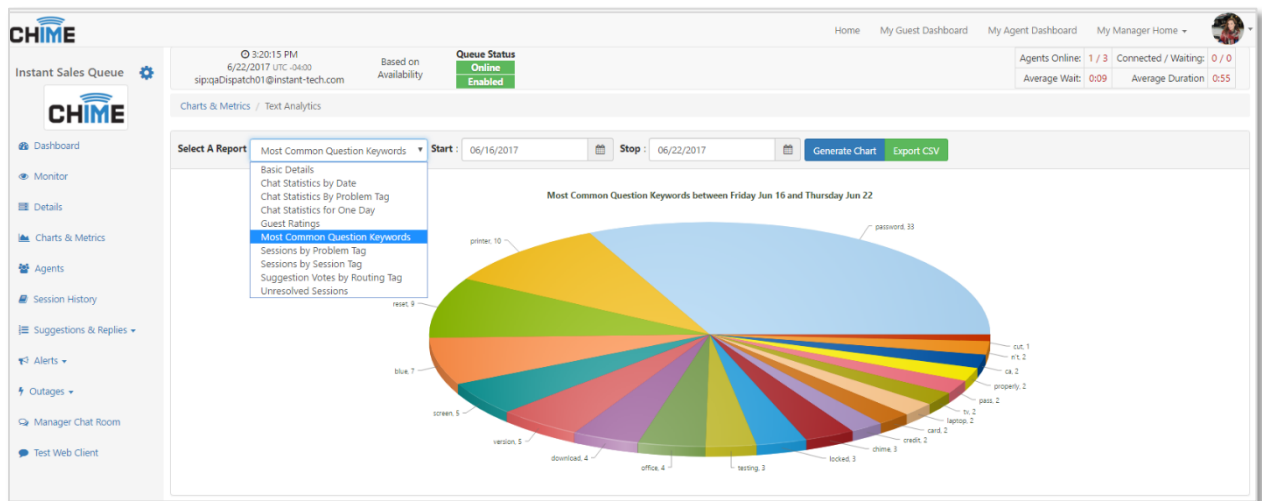 CHIME
Home My Guest Dashboard My Agent Dashboard My Manager Home
Instant Sales Queue
CHIME
Dashboard
Monitor
Details
Charts & Metrics
Agents
Session History
Suggestions & Replies
Alerts
Outages
Manager Chat Room
Test Web Client
3:20:15 PM
6/22/2017 UTC -04:00
sip:qaDispatch01@instant-tech.com
Based on
Availability
Queue Status
Online
Enabled
Agents Online: 1 / 3 Connected / Waiting: 0 / 0
Average Wait: 0:09 Average Duration 0:55
Charts & Metrics / Text Analytics
Select A Report Most Common Question Keywords Start : 06/16/2017 Stop : 06/22/2017 Generate Chart Export CSV
Basic Details
Chat Statistics by Date
Chat Statistics By Problem Tag
Chat Statistics for One Day
Guest Ratings
Most Common Question Keywords
Sessions by Problem Tag
Sessions by Session Tag
Suggestion Votes by Routing Tag
Unresolved Sessions
Most Common Question Keywords between Friday Jun 16 and Thursday Jun 22
password, 33
printer, 10
reset, 9
blue, 7
screen, 5
version, 5
download, 4
office, 4
testing, 3
locked, 3
chime, 3
credit, 2
card, 2
laptop, 2
tv, 2
pass, 2
properly, 2
ca, 2
n't, 2
cut, 1